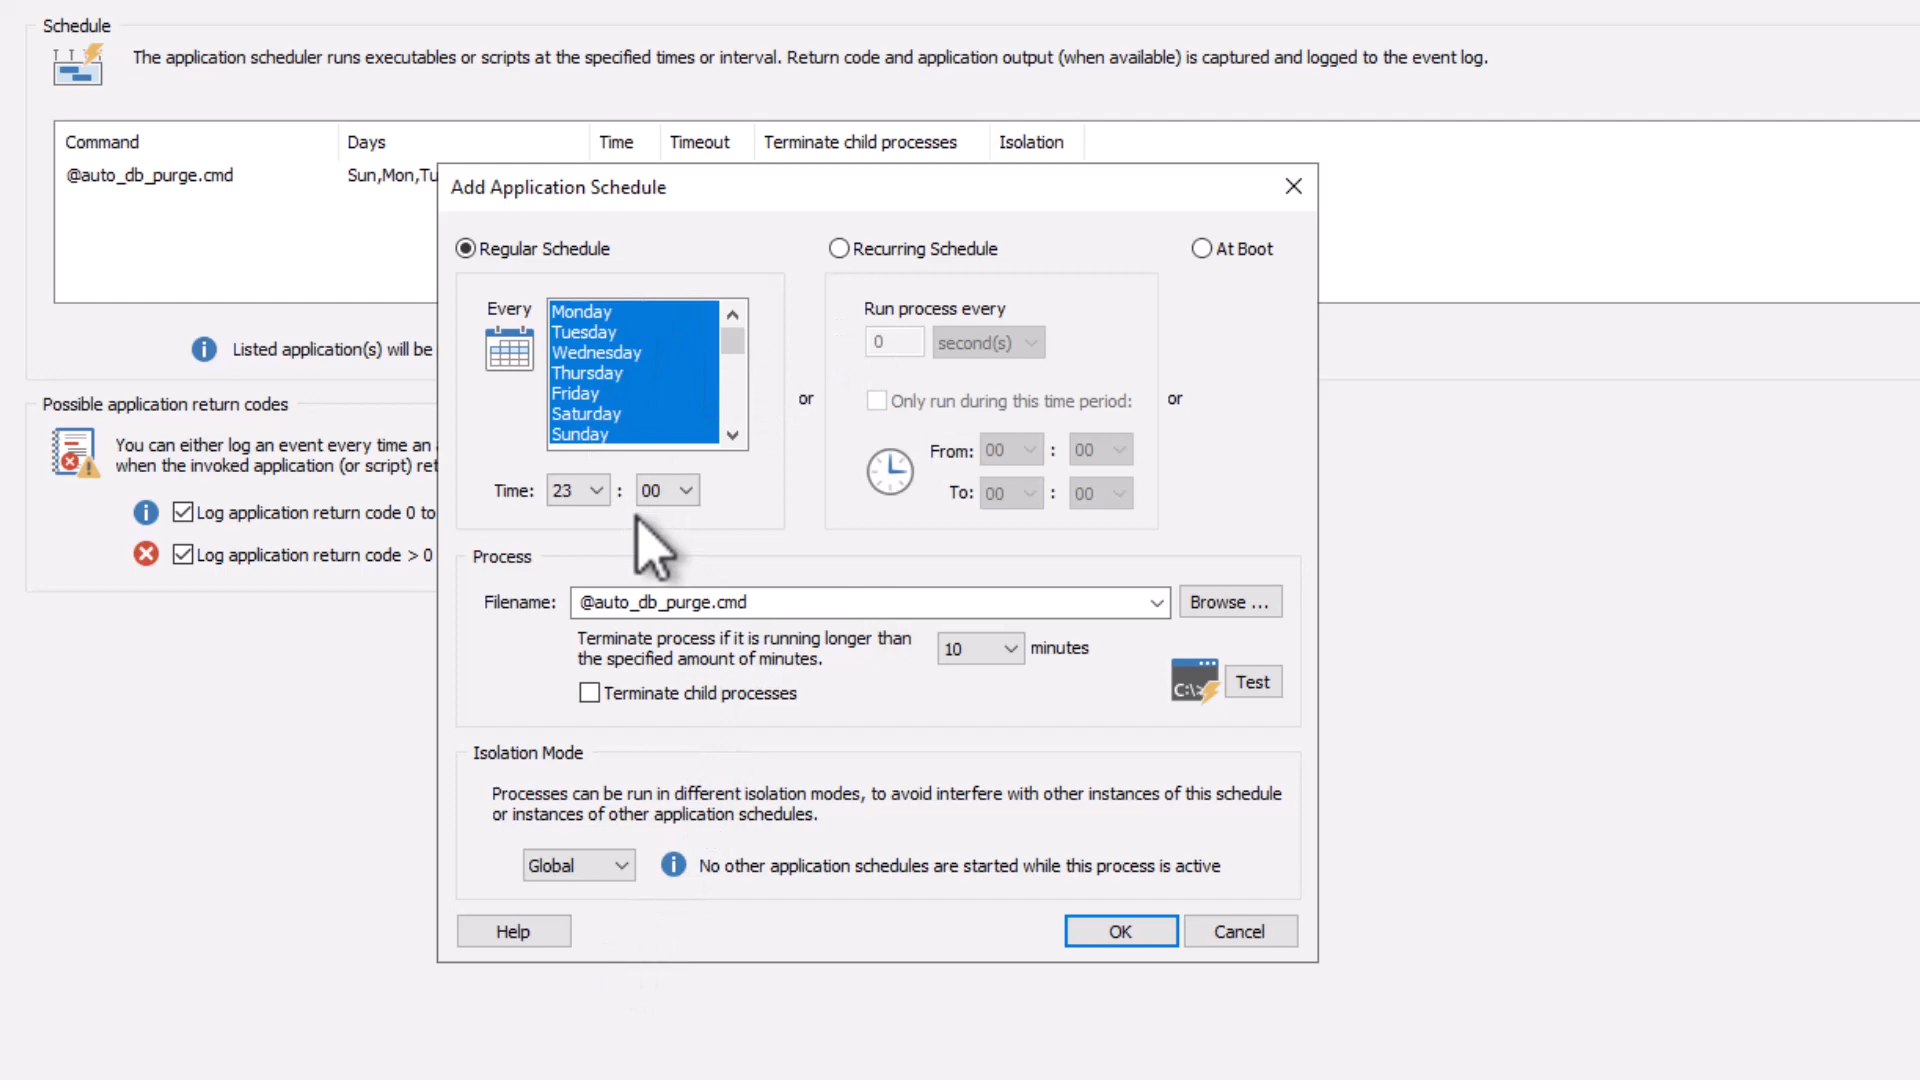 Schedule
The application scheduler runs executables or scripts at the specified times or interval. Return code and application output (when available) is captured and logged to the event log.
Command Days Time Timeout Terminate child processes Isolation
@auto_db_purge.cmd Sun,Mon,Tu
Add Application Schedule
Regular Schedule Recurring Schedule At Boot
Every
Monday
Tuesday
Wednesday
Thursday
Friday
Saturday
Sunday
Time: 23 : 00
or
Run process every
0 second(s)
Only run during this time period:
From: 00 : 00
To: 00 : 00
or
Listed application(s) will be
Possible application return codes
You can either log an event every time an
when the invoked application (or script) ret
Log application return code 0 to
Log application return code > 0
Process
Filename: @auto_db_purge.cmd Browse ...
Terminate process if it is running longer than
the specified amount of minutes.
10 minutes
Terminate child processes
C:\>
Test
Isolation Mode
Processes can be run in different isolation modes, to avoid interfere with other instances of this schedule
or instances of other application schedules.
Global No other application schedules are started while this process is active
Help OK Cancel